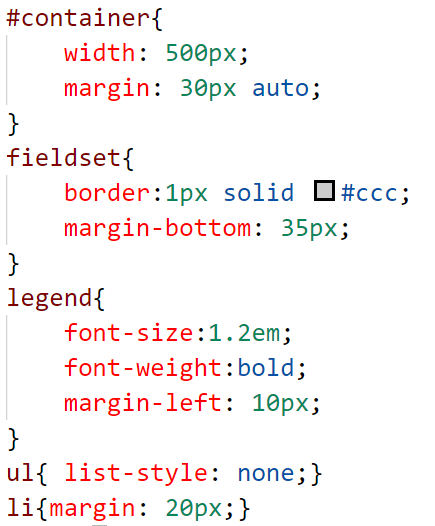 #container{
    width: 500px;
    margin: 30px auto;
}
fieldset{
    border:1px solid #ccc;
    margin-bottom: 35px;
}
legend{
    font-size:1.2em;
    font-weight:bold;
    margin-left: 10px;
}
ul{ list-style: none;}
li{margin: 20px;}